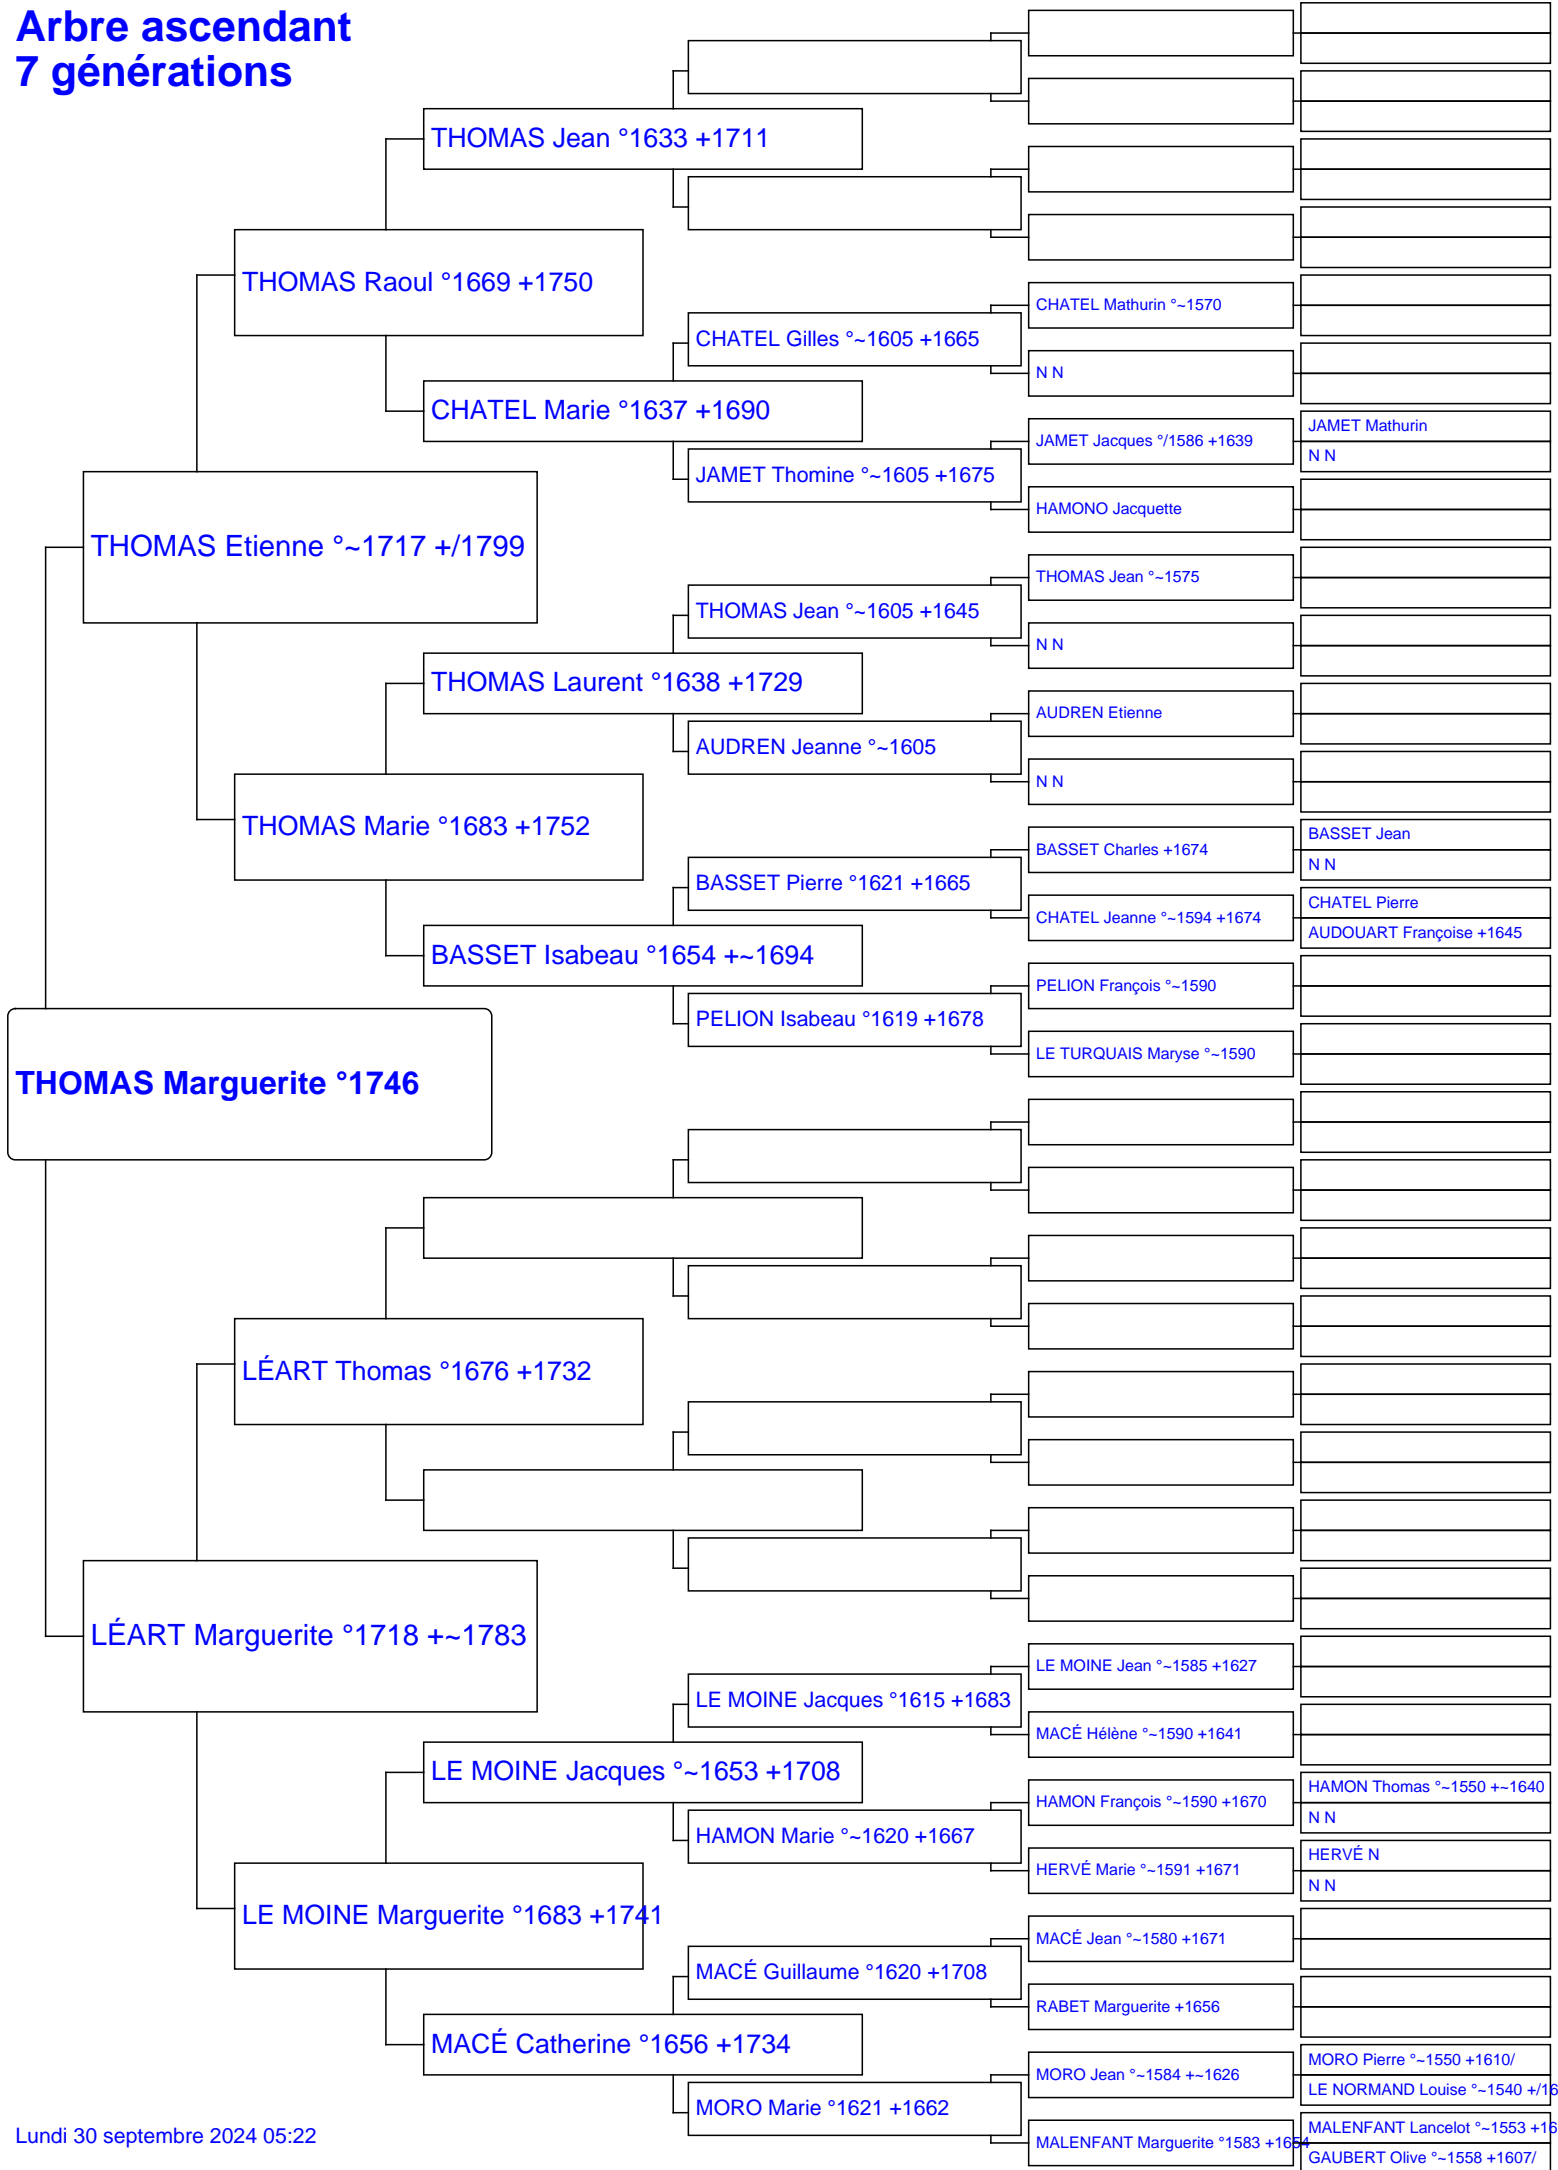 Arbre ascendant
7 générations
THOMAS Jean °1633 +1711
THOMAS Raoul °1669 +1750
CHATEL Mathurin °~1570
CHATEL Gilles °~1605 +1665
N N
CHATEL Marie °1637 +1690
JAMET Mathurin
JAMET Jacques °/1586 +1639
N N
JAMET Thomine °~1605 +1675
HAMONO Jacquette
THOMAS Etienne °~1717 +/1799
THOMAS Jean °~1575
THOMAS Jean °~1605 +1645
N N
THOMAS Laurent °1638 +1729
AUDREN Etienne
AUDREN Jeanne °~1605
N N
THOMAS Marie °1683 +1752
BASSET Jean
BASSET Charles +1674
N N
BASSET Pierre °1621 +1665
CHATEL Pierre
CHATEL Jeanne °~1594 +1674
AUDOUART Françoise +1645
BASSET Isabeau °1654 +~1694
PELION François °~1590
PELION Isabeau °1619 +1678
LE TURQUAIS Maryse °~1590
THOMAS Marguerite °1746
LÉART Thomas °1676 +1732
LÉART Marguerite °1718 +~1783
LE MOINE Jean °~1585 +1627
LE MOINE Jacques °1615 +1683
MACÉ Hélène °~1590 +1641
LE MOINE Jacques °~1653 +1708
HAMON Thomas °~1550 +~1640
HAMON François °~1590 +1670
N N
HAMON Marie °~1620 +1667
HERVÉ N
HERVÉ Marie °~1591 +1671
N N
LE MOINE Marguerite °1683 +1741
MACÉ Jean °~1580 +1671
MACÉ Guillaume °1620 +1708
RABET Marguerite +1656
MACÉ Catherine °1656 +1734
MORO Pierre °~1550 +1610/
MORO Jean °~1584 +~1626
LE NORMAND Louise °~1540 +/16
MORO Marie °1621 +1662
MALENFANT Lancelot °~1553 +16
MALENFANT Marguerite °1583 +1654
GAUBERT Olive °~1558 +1607/
Lundi 30 septembre 2024 05:22